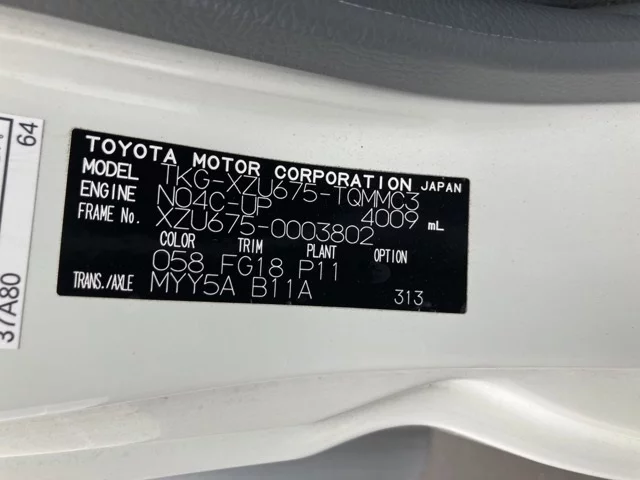 TOYOTA MOTOR CORPORATION JAPAN
MODEL TKG-XZU675-TQMMC3
ENGINE N04C-UP 4009 mL
FRAME No. XZU675-0003802
COLOR TRIM PLANT OPTION
058 FG18 P11
TRANS./AXLE MYY5A B11A 313
64
37A80